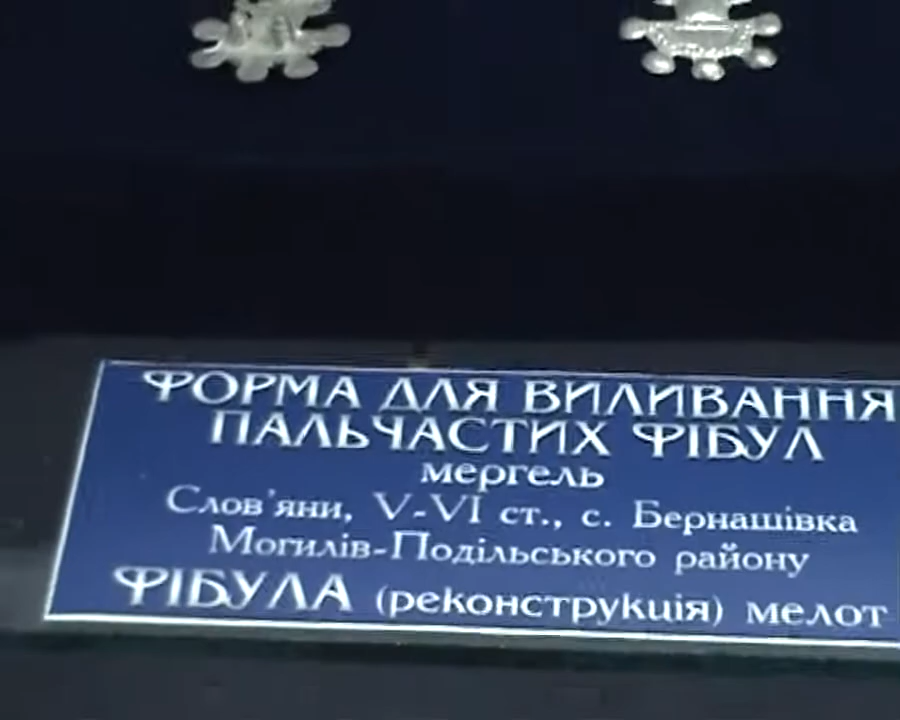 ФОРМА ДЛЯ ВИЛИВАННЯ
ПАЛЬЧАСТИХ ФІБУЛ
мергель
Слов'яни, V-VI ст., с. Бернашівка
Могилів-Подільського району
ФІБУЛА (реконструкція) мелот